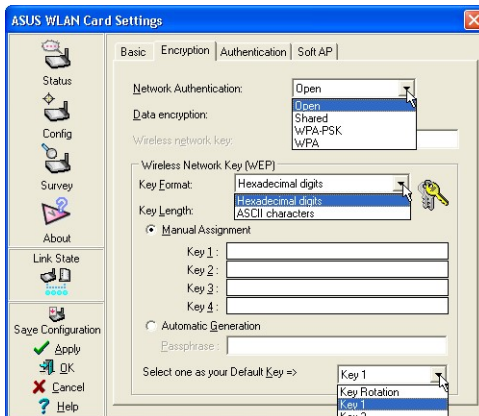 ASUS WLAN Card Settings
Status
Config
Survey
About
Link State
Save Configuration
Apply
OK
Cancel
Help
Basic Encryption Authentication Soft AP
Network Authentication: Open
Open
Shared
WPA-PSK
WPA
Data encryption:
Wireless network key:
Wireless Network Key (WEP)
Key Format: Hexadecimal digits
Hexadecimal digits
ASCII characters
Key Length:
Manual Assignment
Key 1 :
Key 2 :
Key 3 :
Key 4 :
Automatic Generation
Passphrase :
Select one as your Default Key => Key 1
Key Rotation
Key 1
Key 2